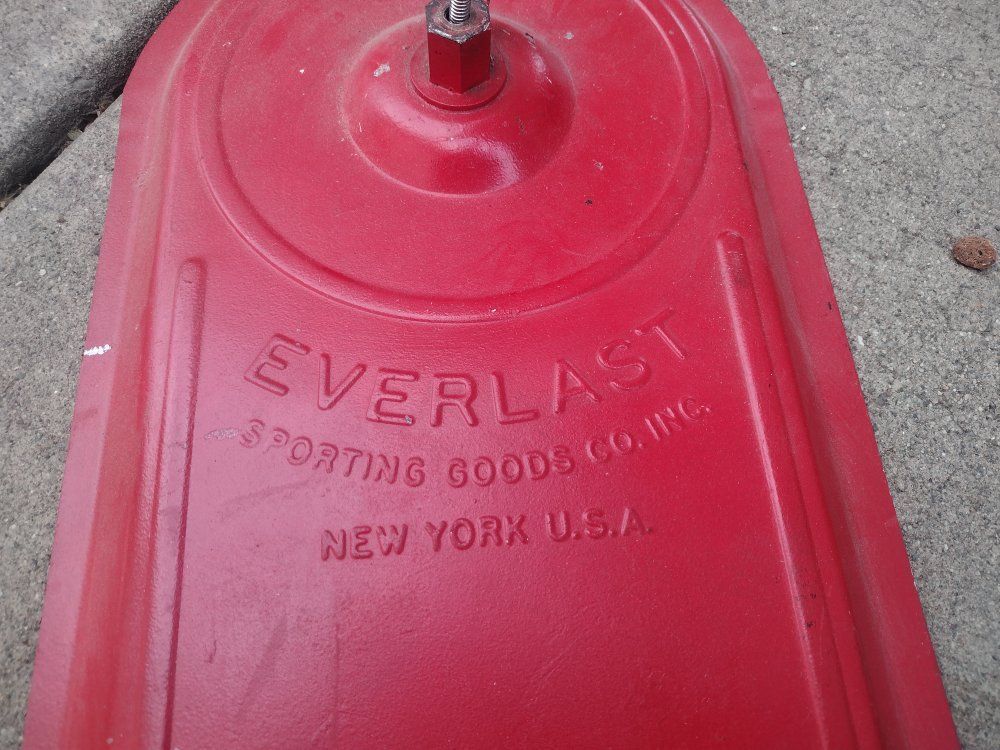 EVERLAST
SPORTING GOODS CO. INC.
NEW YORK U.S.A.